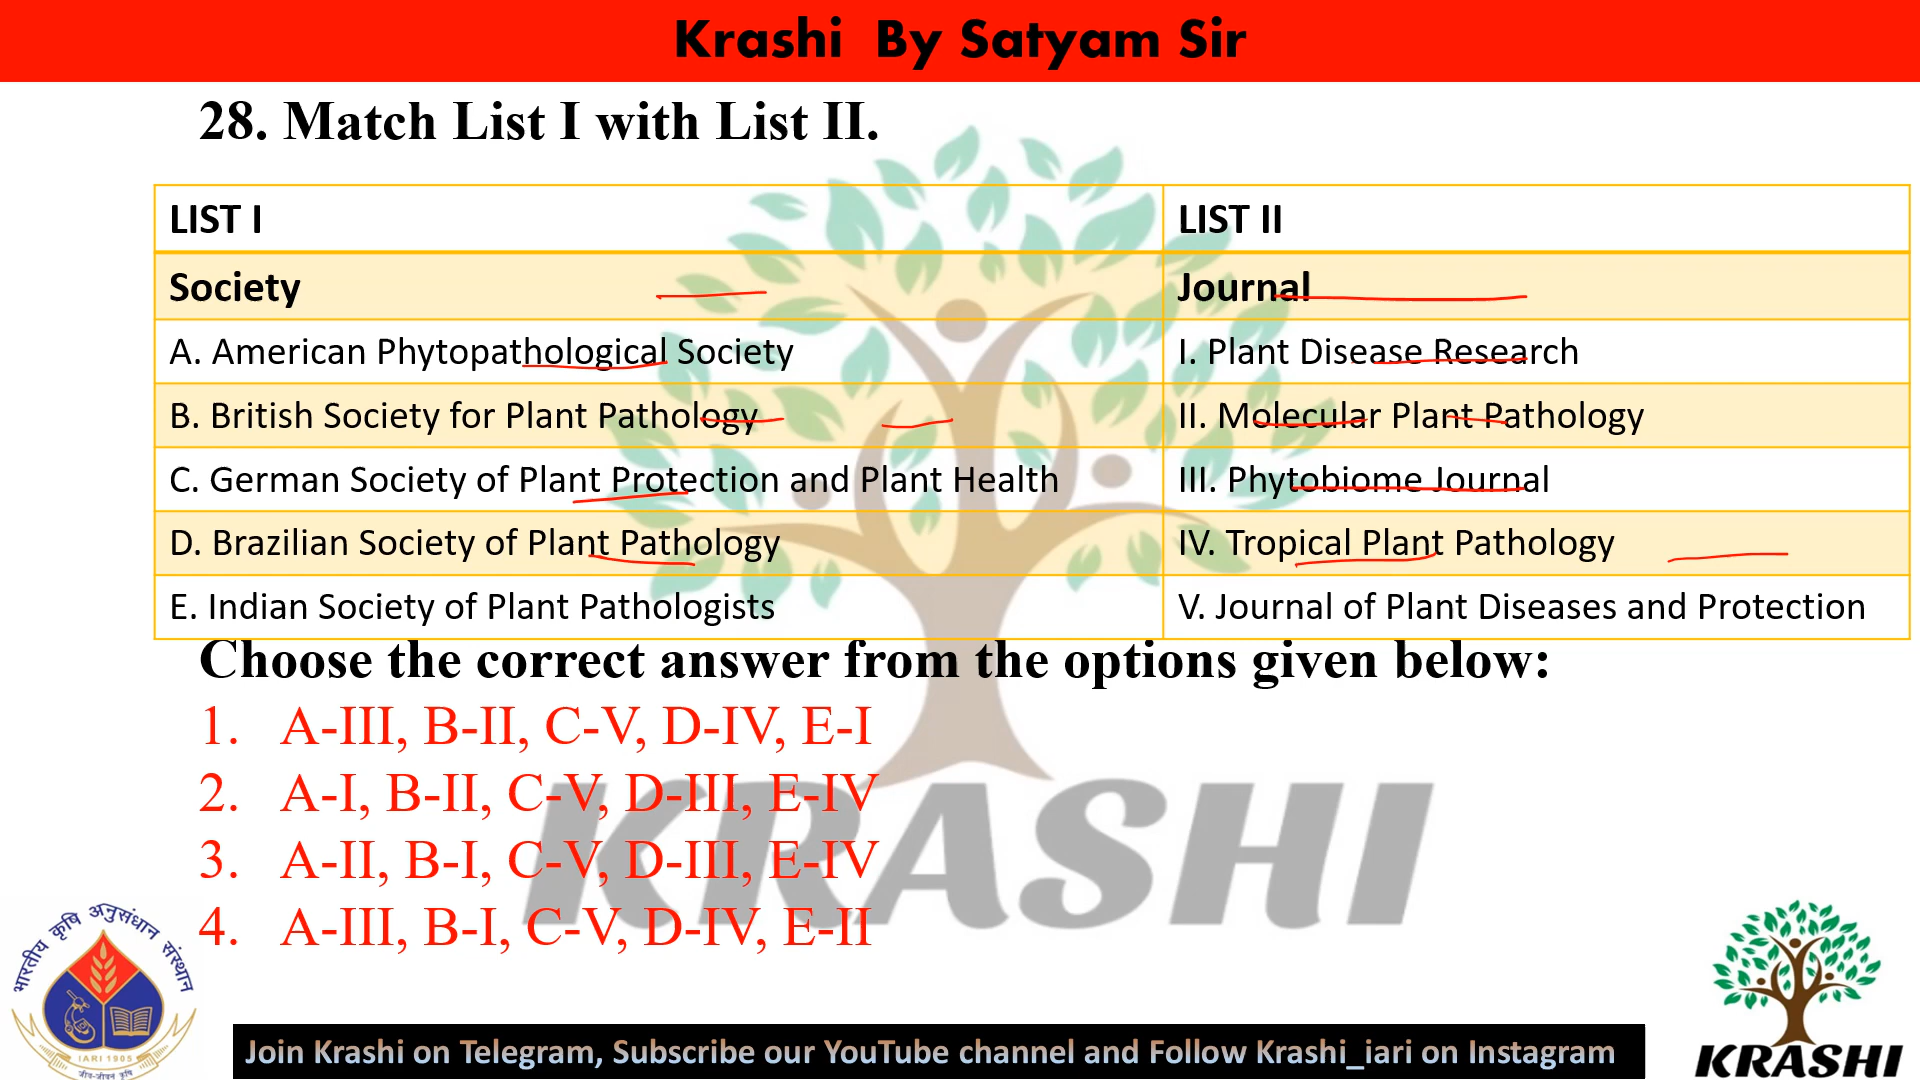 Krashi By Satyam Sir
28. Match List I with List II.
LIST I
LIST II
Society
Journal
A. American Phytopathological Society
I. Plant Disease Research
B. British Society for Plant Pathology
II. Molecular Plant Pathology
C. German Society of Plant Protection and Plant Health
III. Phytobiome Journal
D. Brazilian Society of Plant Pathology
IV. Tropical Plant Pathology
E. Indian Society of Plant Pathologists
V. Journal of Plant Diseases and Protection
Choose the correct answer from the options given below:
1. A-III, B-II, C-V, D-IV, E-I
2. A-I, B-II, C-V, D-III, E-IV
3. A-II, B-I, C-V, D-III, E-IV
4. A-III, B-I, C-V, D-IV, E-II
KRASHI
भारतीय कृषि अनुसंधान संस्थान
IARI 1905
Join Krashi on Telegram, Subscribe our YouTube channel and Follow Krashi_iari on Instagram
KRASHI